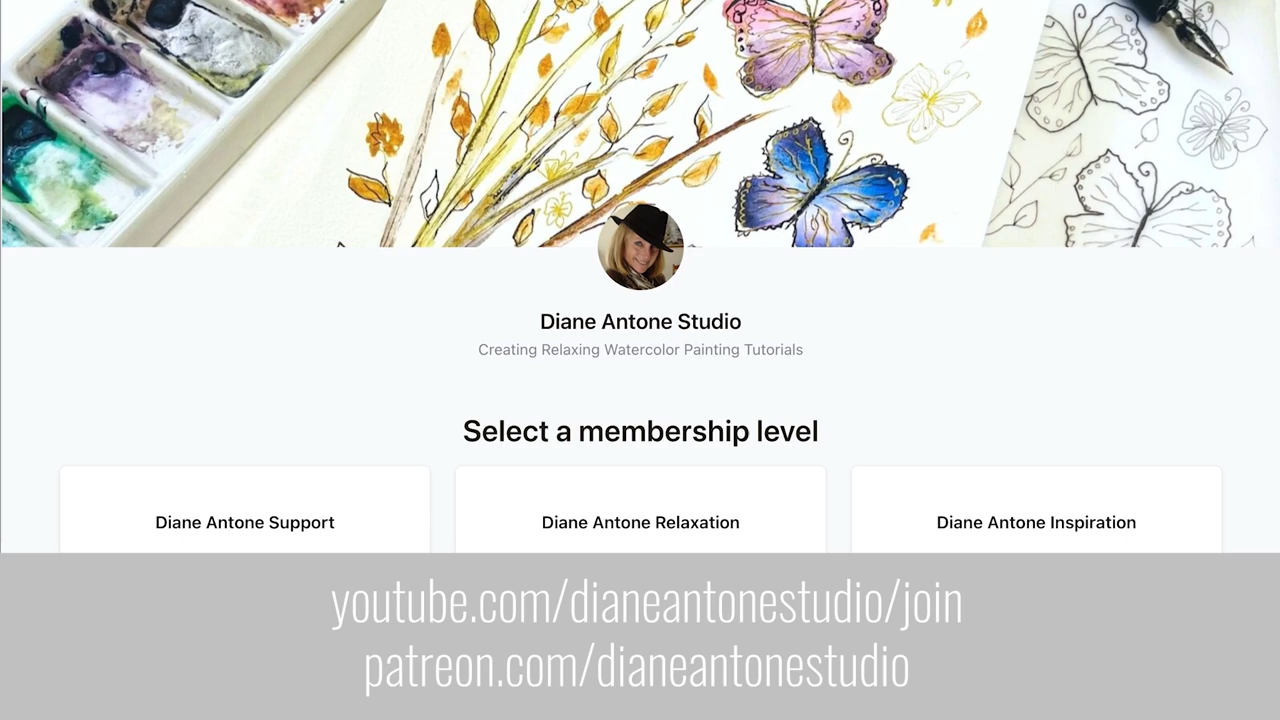 Diane Antone Studio
Creating Relaxing Watercolor Painting Tutorials
Select a membership level
Diane Antone Support
Diane Antone Relaxation
Diane Antone Inspiration
youtube.com/dianeantonestudio/join
patreon.com/dianeantonestudio